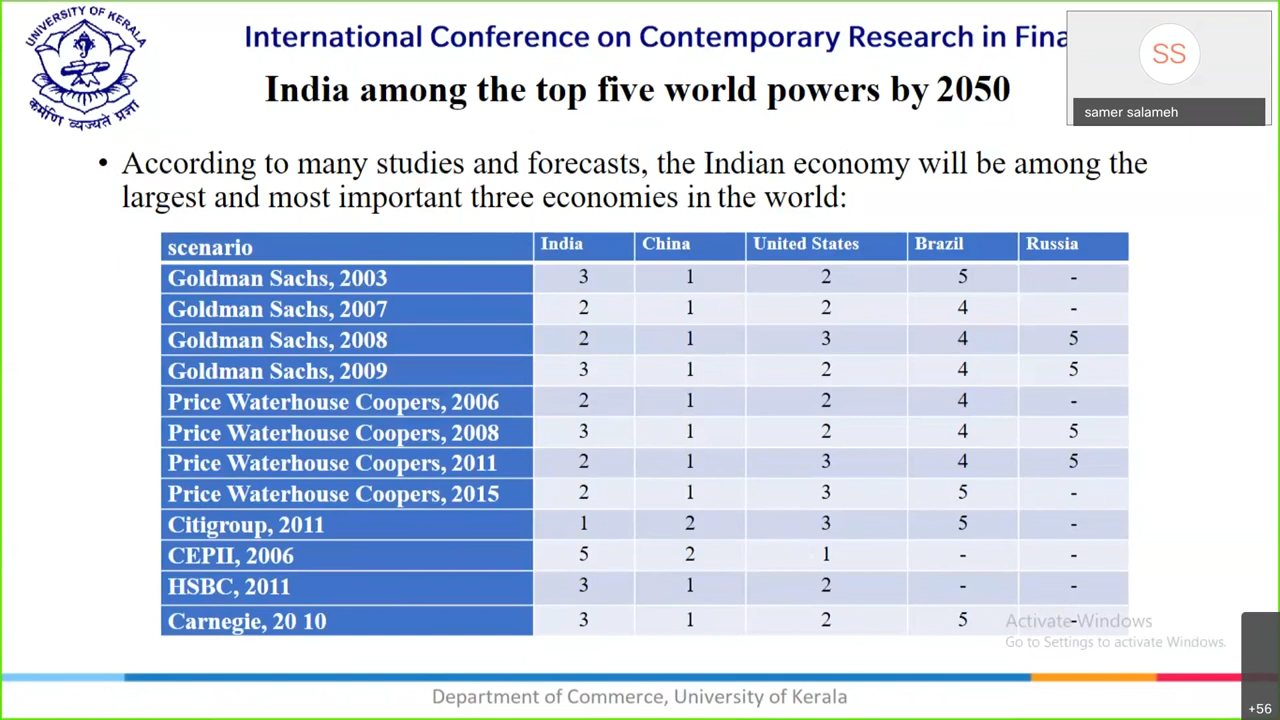 UNIVERSITY OF KERALA
कर्मणि व्यज्यते प्रज्ञा
International Conference on Contemporary Research in Fina
India among the top five world powers by 2050
SS
samer salameh
• According to many studies and forecasts, the Indian economy will be among the
largest and most important three economies in the world:
scenario India China United States Brazil Russia
Goldman Sachs, 2003 3 1 2 5 -
Goldman Sachs, 2007 2 1 2 4 -
Goldman Sachs, 2008 2 1 3 4 5
Goldman Sachs, 2009 3 1 2 4 5
Price Waterhouse Coopers, 2006 2 1 2 4 -
Price Waterhouse Coopers, 2008 3 1 2 4 5
Price Waterhouse Coopers, 2011 2 1 3 4 5
Price Waterhouse Coopers, 2015 2 1 3 5 -
Citigroup, 2011 1 2 3 5 -
CEPII, 2006 5 2 1 - -
HSBC, 2011 3 1 2 - -
Carnegie, 20 10 3 1 2 5 -
Activate Windows
Go to Settings to activate Windows.
Department of Commerce, University of Kerala
+56